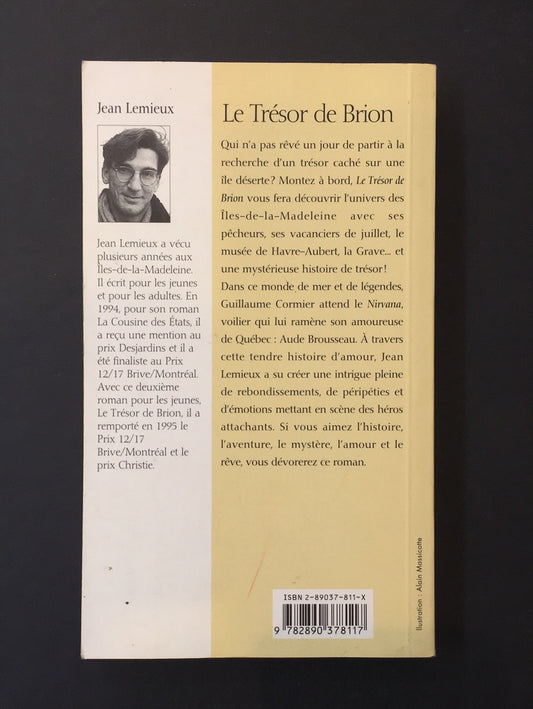 Jean Lemieux
Jean Lemieux a vécu
plusieurs années aux
Îles-de-la-Madeleine.
Il écrit pour les jeunes
et pour les adultes. En
1994, pour son roman
La Cousine des États, il
a reçu une mention au
prix Desjardins et il a
été finaliste au Prix
12/17 Brive/Montréal.
Avec ce deuxième
roman pour les jeunes,
Le Trésor de Brion, il a
remporté en 1995 le
Prix 12/17
Brive/Montréal et le
prix Christie.
Le Trésor de Brion
Qui n'a pas rêvé un jour de partir à la
recherche d'un trésor caché sur une
île déserte? Montez à bord, Le Trésor de
Brion vous fera découvrir l'univers des
Îles-de-la-Madeleine avec ses
pêcheurs, ses vacanciers de juillet, le
musée de Havre-Aubert, la Grave... et
une mystérieuse histoire de trésor!
Dans ce monde de mer et de légendes,
Guillaume Cormier attend le Nirvana,
voilier qui lui ramène son amoureuse
de Québec : Aude Brousseau. À travers
cette tendre histoire d'amour, Jean
Lemieux a su créer une intrigue pleine
de rebondissements, de péripéties et
d'émotions mettant en scène des héros
attachants. Si vous aimez l'histoire,
l'aventure, le mystère, l'amour et le
rêve, vous dévorerez ce roman.
Illustration : Alain Massicotte
ISBN 2-89037-811-X
9 782890 378117